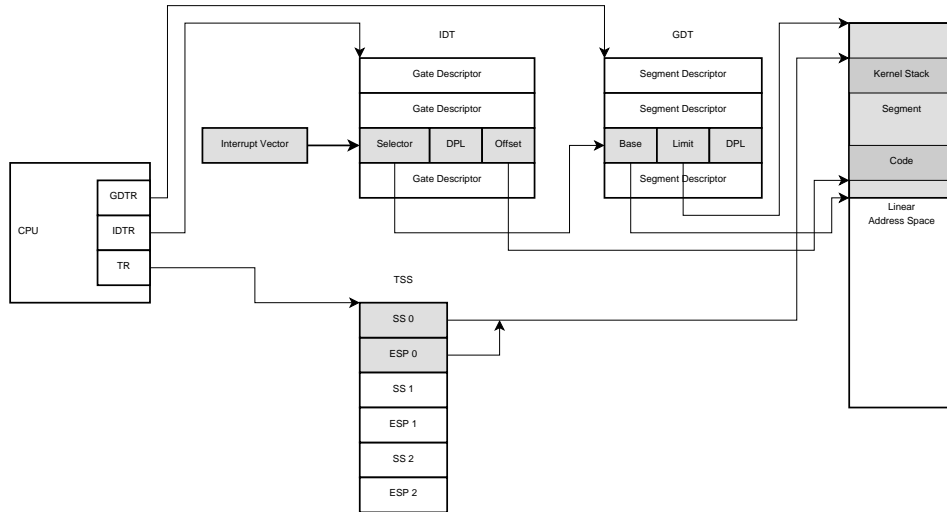 IDT
GDT
Gate Descriptor
Gate Descriptor
Selector
DPL
Offset
Gate Descriptor
Segment Descriptor
Segment Descriptor
Base
Limit
DPL
Segment Descriptor
Kernel Stack
Segment
Code
Linear
Address Space
Interrupt Vector
CPU
GDTR
IDTR
TR
TSS
SS 0
ESP 0
SS 1
ESP 1
SS 2
ESP 2